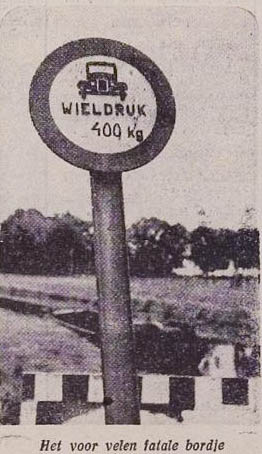 WIELDRUK
400 Kg
Het voor velen fatale bordje